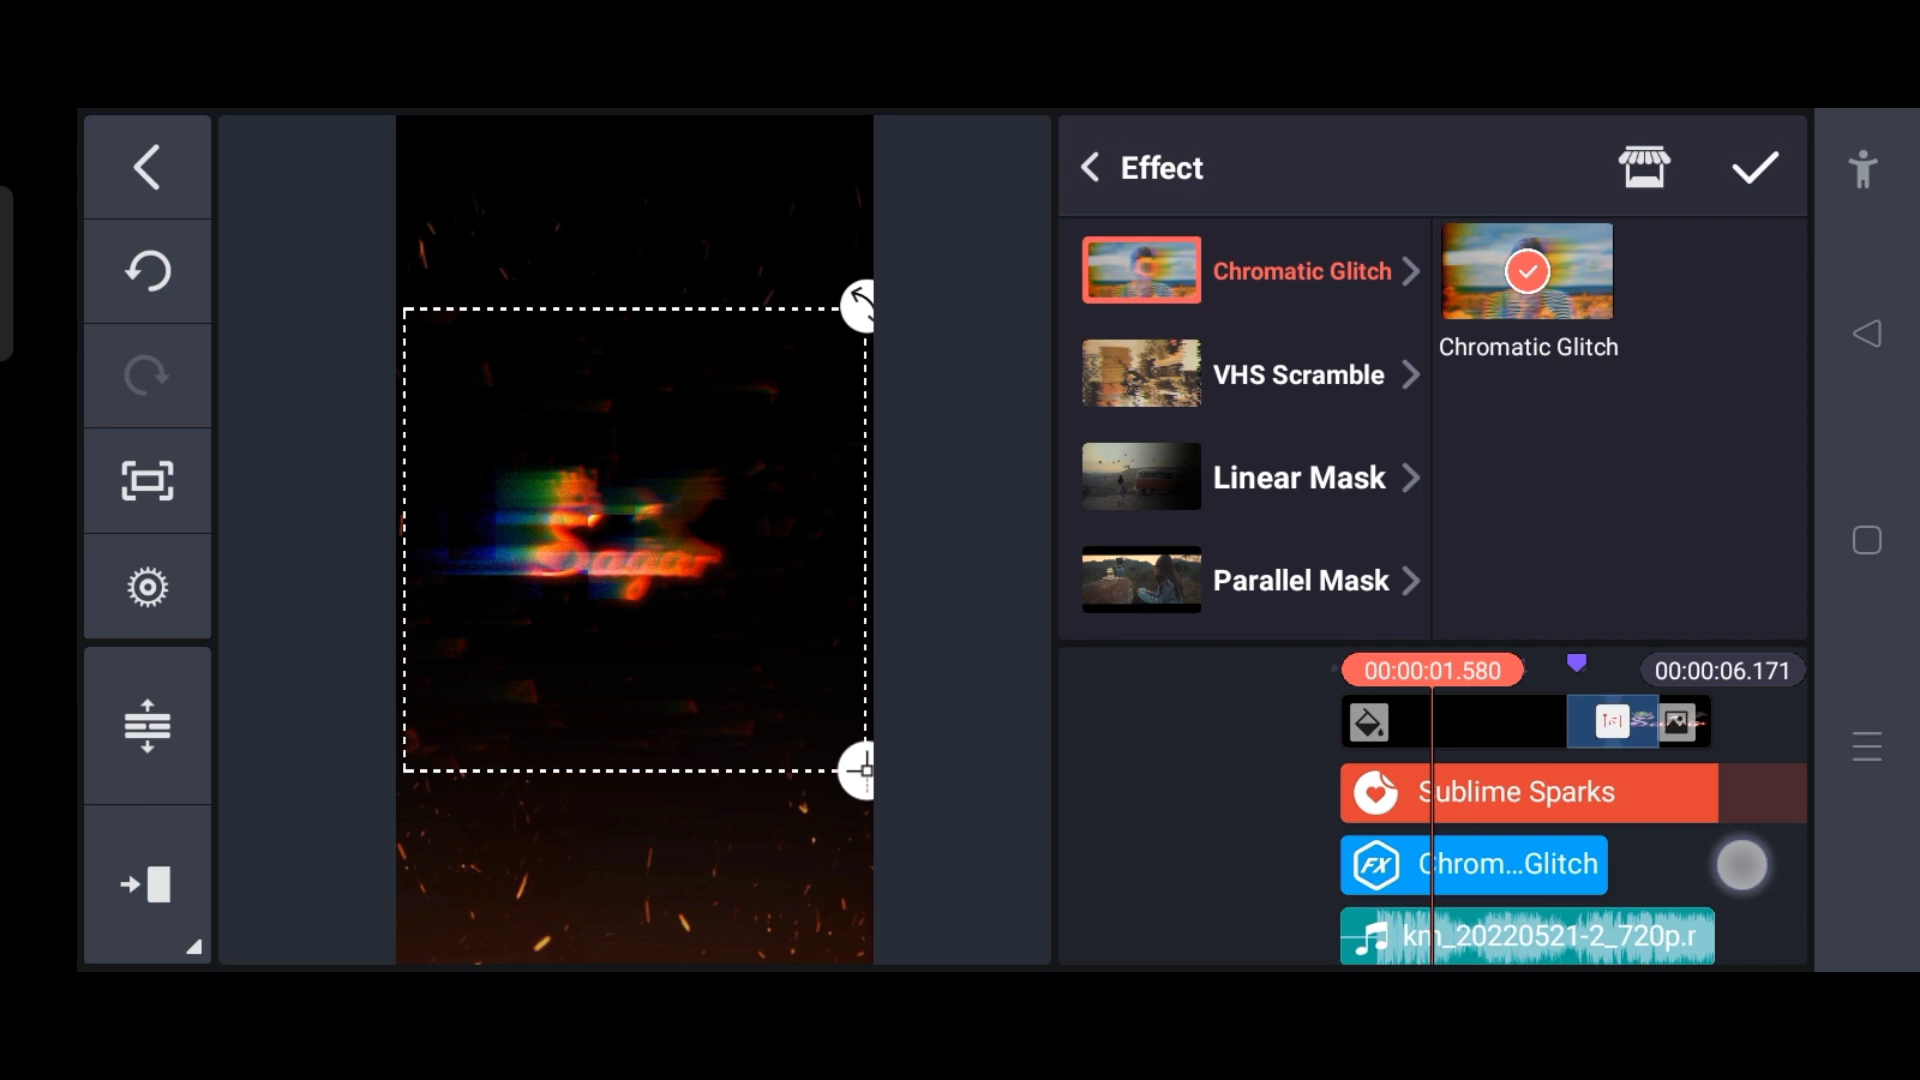 Effect
Chromatic Glitch
VHS Scramble
Linear Mask
Parallel Mask
Chromatic Glitch
00:00:01.580
00:00:06.171
Sublime Sparks
FX
Chrom...Glitch
km_20220521-2_720p.r